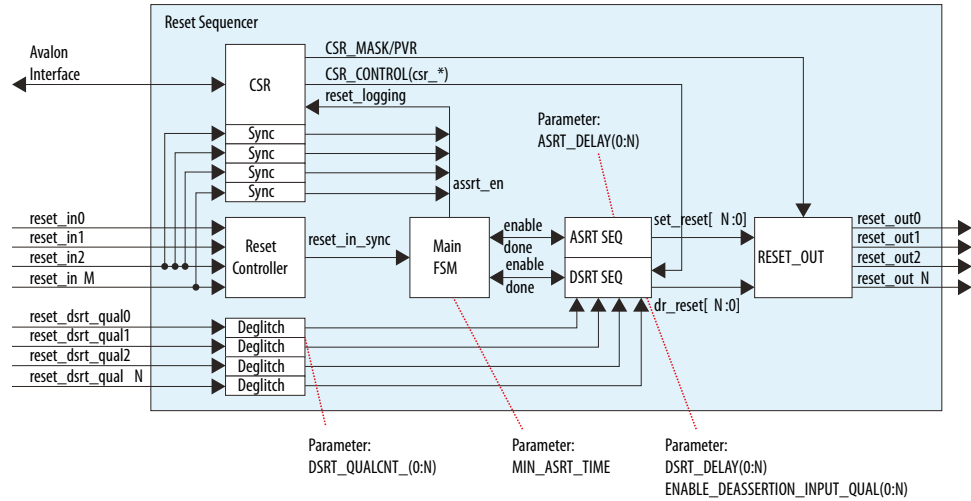 Reset Sequencer
Avalon
Interface
CSR
CSR_MASK/PVR
CSR_CONTROL(csr_*)
reset_logging
Sync
Sync
Sync
Sync
assrt_en
Parameter:
ASRT_DELAY(0:N)
reset_in0
reset_in1
reset_in2
reset_in M
Reset
Controller
reset_in_sync
Main
FSM
enable
done
enable
done
ASRT SEQ
DSRT SEQ
set_reset[ N:0]
dr_reset[ N:0]
RESET_OUT
reset_out0
reset_out1
reset_out2
reset_out N
reset_dsrt_qual0
reset_dsrt_qual1
reset_dsrt_qual2
reset_dsrt_qual N
Deglitch
Deglitch
Deglitch
Deglitch
Parameter:
DSRT_QUALCNT_(0:N)
Parameter:
MIN_ASRT_TIME
Parameter:
DSRT_DELAY(0:N)
ENABLE_DEASSERTION_INPUT_QUAL(0:N)